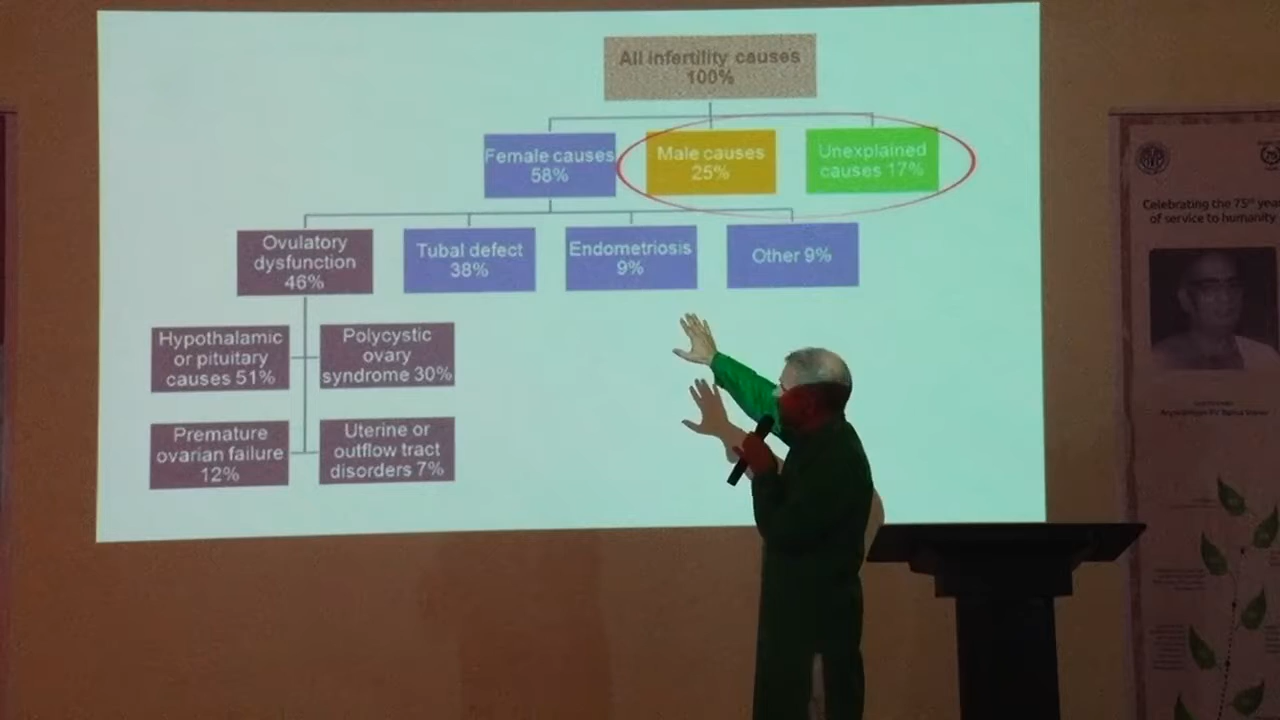 All infertility causes
100%
Female causes
58%
Male causes
25%
Unexplained
causes 17%
Ovulatory
dysfunction
46%
Tubal defect
38%
Endometriosis
9%
Other 9%
Hypothalamic
or pituitary
causes 51%
Polycystic
ovary
syndrome 30%
Premature
ovarian failure
12%
Uterine or
outflow tract
disorders 7%
Celebrating the 75th year
of service to humanity